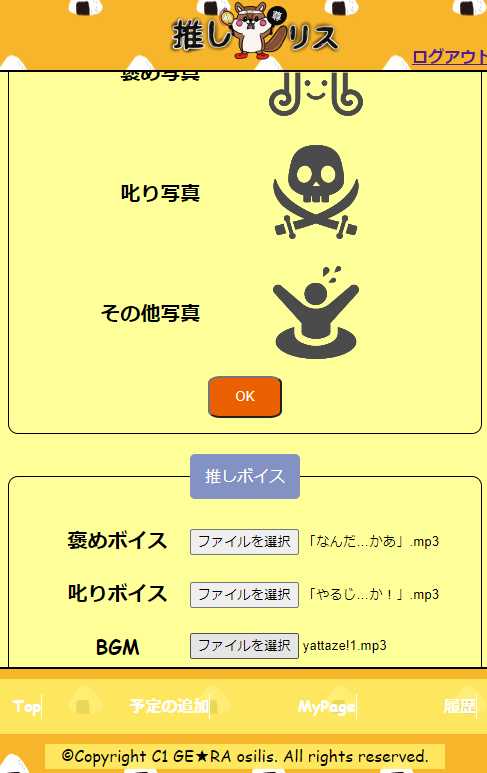 推し リス
ログアウト
褒め写真
叱り写真
その他写真
OK
推しボイス
褒めボイス ファイルを選択 「なんだ...かあ」.mp3
叱りボイス ファイルを選択 「やるじ...か！」.mp3
BGM ファイルを選択 yattaze!1.mp3
Top 予定の追加 MyPage 履歴
©Copyright C1 GE★RA osilis. All rights reserved.